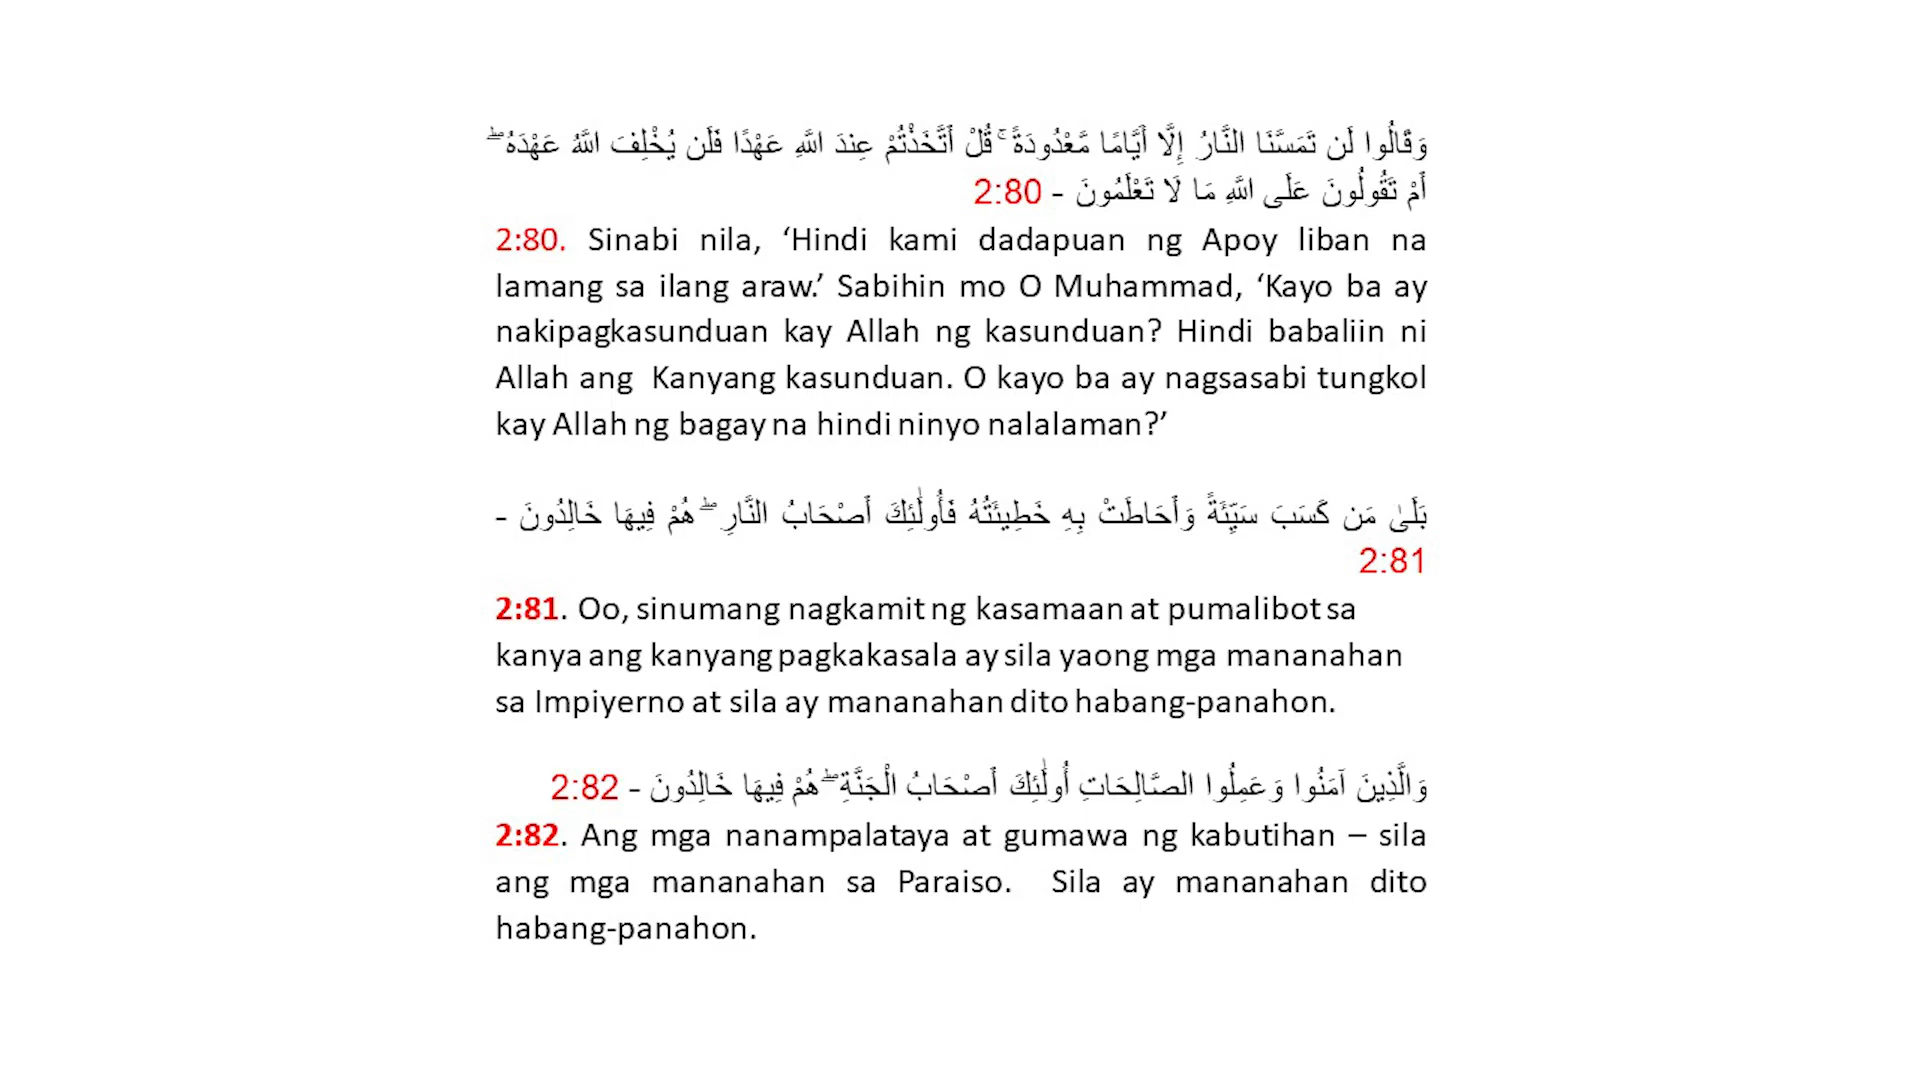 وَقَالُوا لَن تَمَسَّنَا النَّارُ إِلَّا أَيَّامًا مَّعْدُودَةً ۚ قُلْ أَتَّخَذْتُمْ عِندَ اللَّهِ عَهْدًا فَلَن يُخْلِفَ اللَّهُ عَهْدَهُ ۖ
أَمْ تَقُولُونَ عَلَى اللَّهِ مَا لَا تَعْلَمُونَ - 2:80
2:80. Sinabi nila, ‘Hindi kami dadapuan ng Apoy liban na
lamang sa ilang araw.’ Sabihin mo O Muhammad, ‘Kayo ba ay
nakipagkasunduan kay Allah ng kasunduan? Hindi babaliin ni
Allah ang Kanyang kasunduan. O kayo ba ay nagsasabi tungkol
kay Allah ng bagay na hindi ninyo nalalaman?’
بَلَىٰ مَن كَسَبَ سَيِّئَةً وَأَحَاطَتْ بِهِ خَطِيئَتُهُ فَأُولَٰئِكَ أَصْحَابُ النَّارِ ۖ هُمْ فِيهَا خَالِدُونَ -
2:81
2:81. Oo, sinumang nagkamit ng kasamaan at pumalibot sa
kanya ang kanyang pagkakasala ay sila yaong mga mananahan
sa Impiyerno at sila ay mananahan dito habang-panahon.
وَالَّذِينَ آمَنُوا وَعَمِلُوا الصَّالِحَاتِ أُولَٰئِكَ أَصْحَابُ الْجَنَّةِ ۖ هُمْ فِيهَا خَالِدُونَ - 2:82
2:82. Ang mga nanampalataya at gumawa ng kabutihan – sila
ang mga mananahan sa Paraiso. Sila ay mananahan dito
habang-panahon.